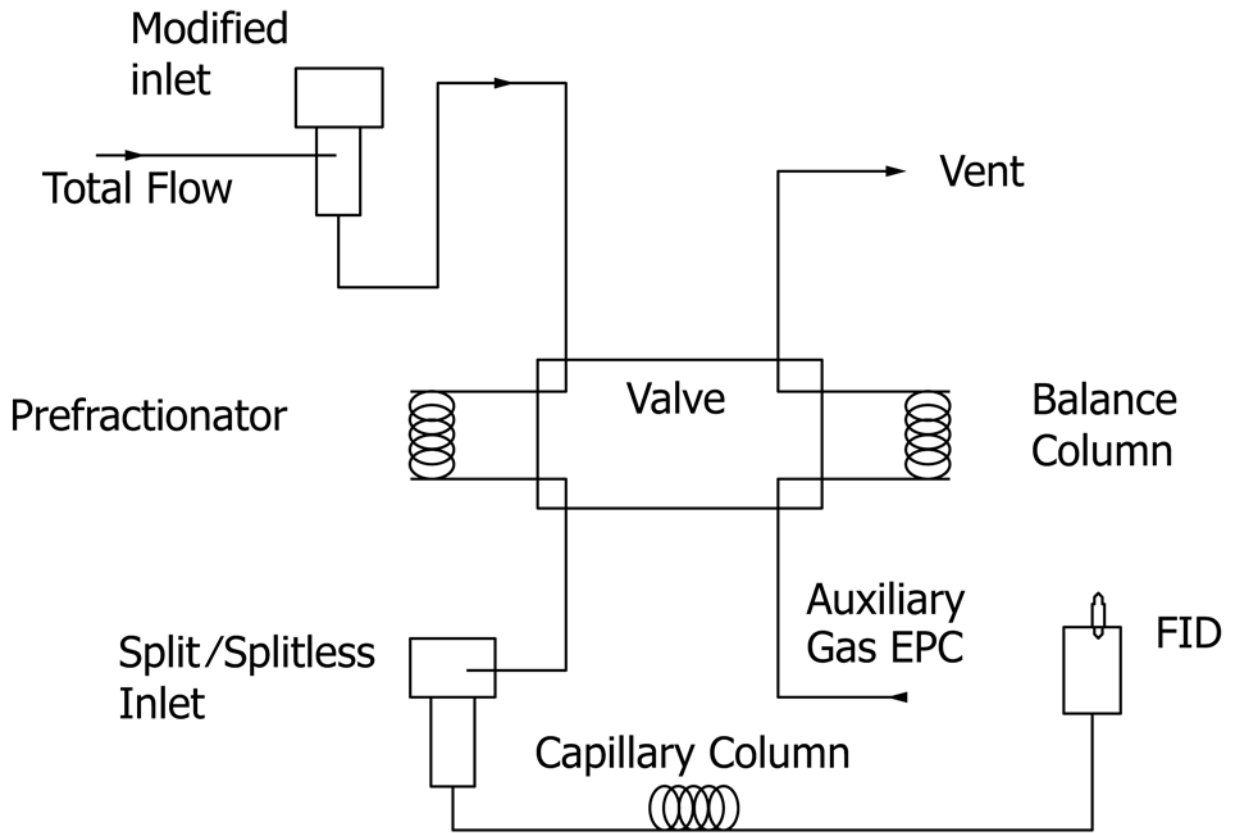 Modified
inlet
Total Flow
Vent
Prefractionator
Valve
Balance
Column
Auxiliary
Gas EPC
FID
Split/Splitless
Inlet
Capillary Column